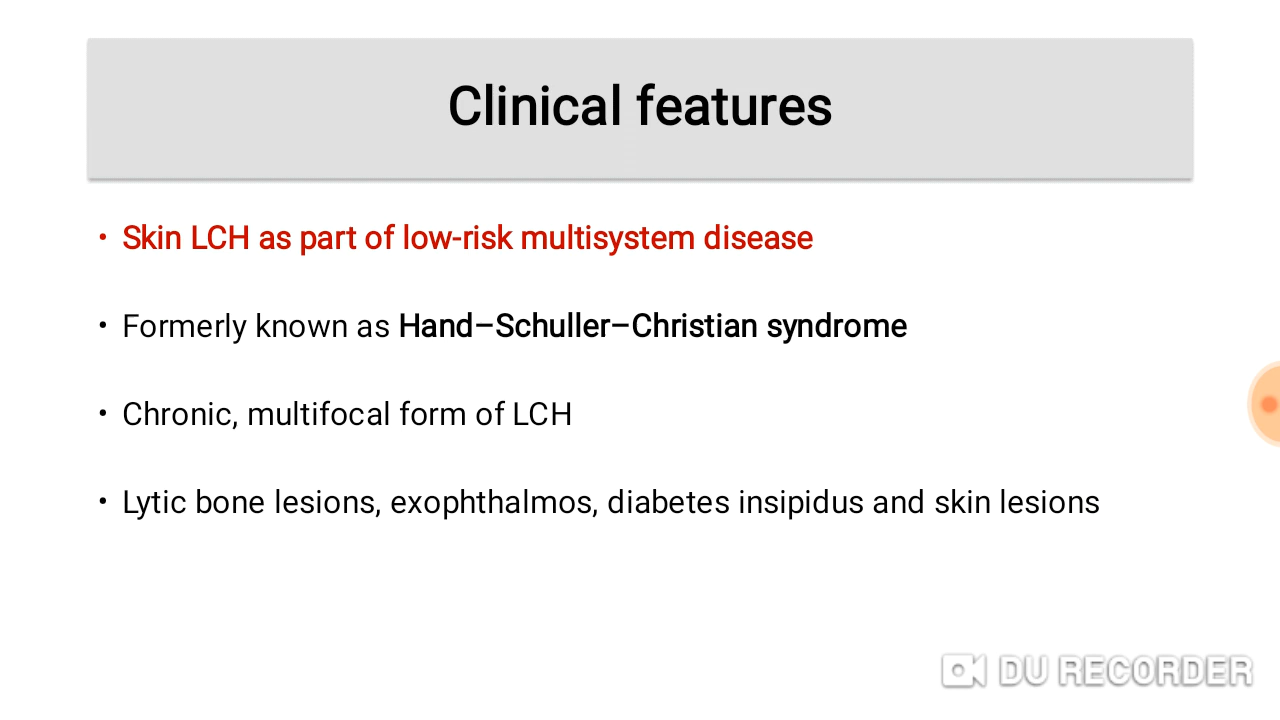 Clinical features
• Skin LCH as part of low-risk multisystem disease
• Formerly known as Hand–Schuller–Christian syndrome
• Chronic, multifocal form of LCH
• Lytic bone lesions, exophthalmos, diabetes insipidus and skin lesions
DU RECORDER